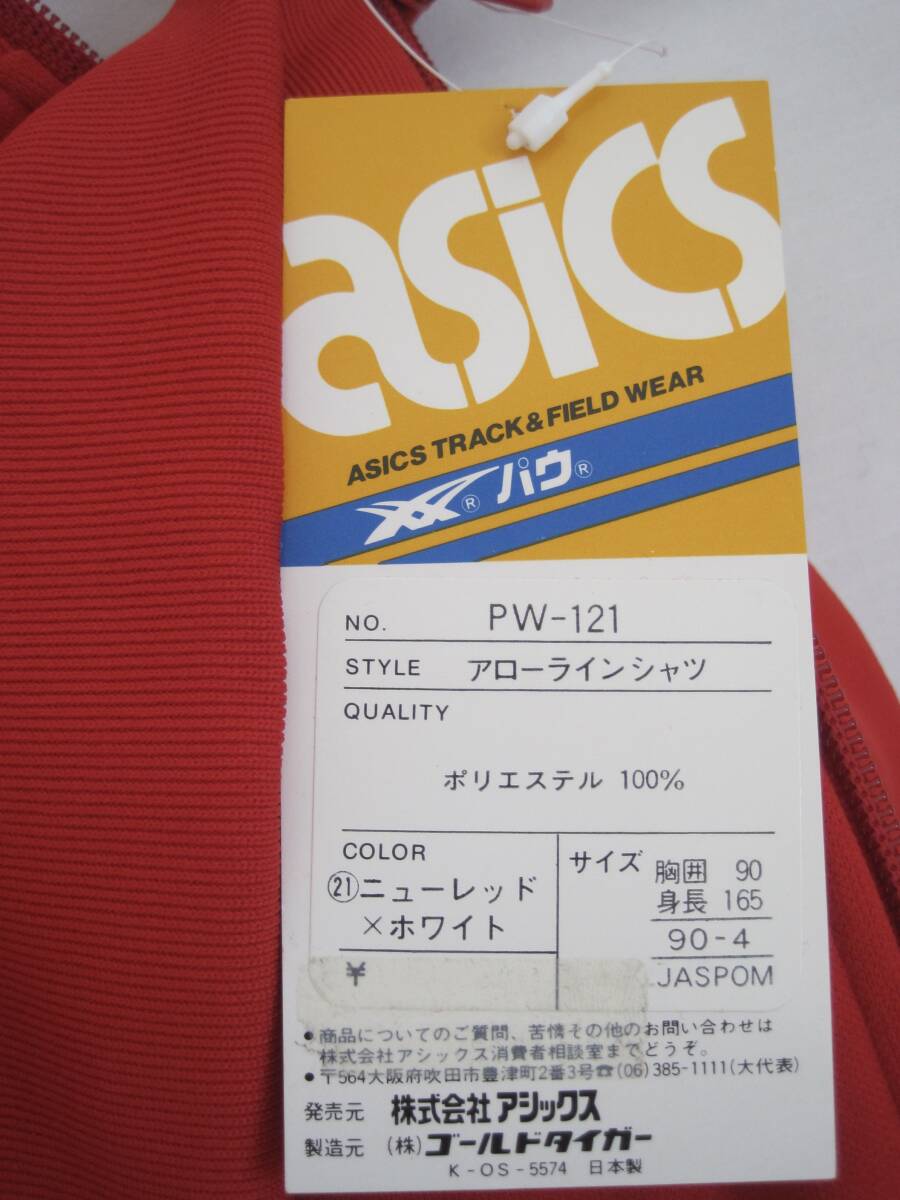 asics
ASICS TRACK & FIELD WEAR
® パウ®
NO. PW-121
STYLE アローラインシャツ
QUALITY
ポリエステル 100%
COLOR
㉑ニューレッド
×ホワイト
サイズ 胸囲 90
身長 165
90-4
JASPOM
¥
●商品についてのご質問、苦情その他のお問い合わせは
株式会社アシックス消費者相談室までどうぞ。
●〒564大阪府吹田市豊津町2番3号☎(06)385-1111(大代表)
発売元 株式会社 アシックス
製造元 (株)ゴールドタイガー
K-OS-5574 日本製